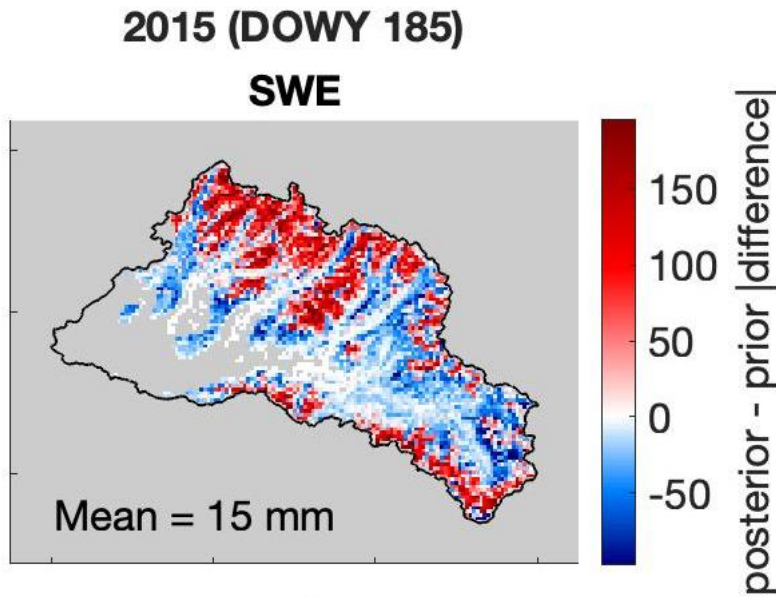 2015 (DOWY 185)
SWE
Mean = 15 mm
150
100
50
0
-50
posterior - prior |difference|